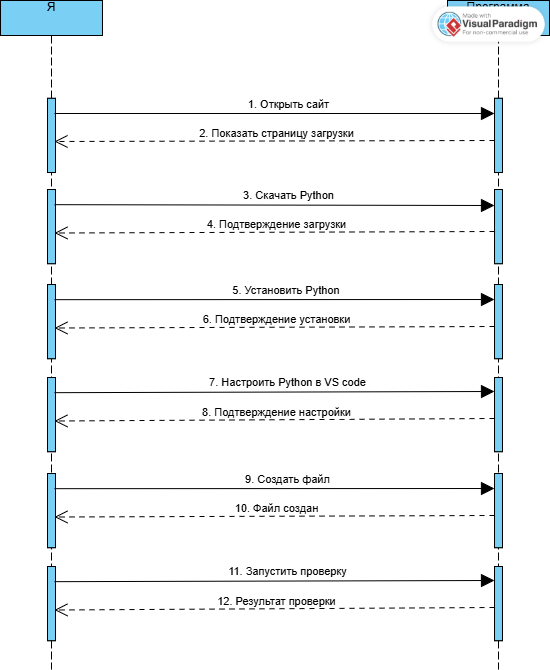 Я
Программа
Made with
VisualParadigm
For non-commercial use
1. Открыть сайт
2. Показать страницу загрузки
3. Скачать Python
4. Подтверждение загрузки
5. Установить Python
6. Подтверждение установки
7. Настроить Python в VS code
8. Подтверждение настройки
9. Создать файл
10. Файл создан
11. Запустить проверку
12. Результат проверки